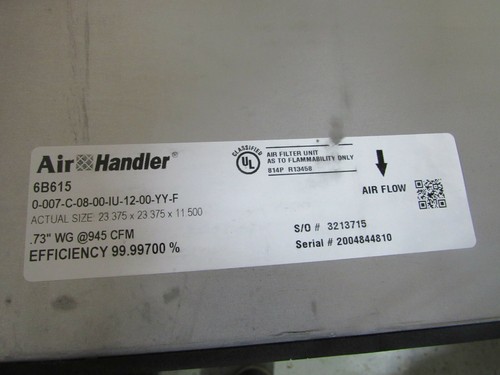 Air Handler®
6B615
0-007-C-08-00-IU-12-00-YY-F
ACTUAL SIZE: 23.375 x 23.375 x 11.500
.73" WG @945 CFM
EFFICIENCY 99.99700 %
CLASSIFIED
UL
®
AIR FILTER UNIT
AS TO FLAMMABILITY ONLY
814P R13458
AIR FLOW
S/O # 3213715
Serial # 2004844810